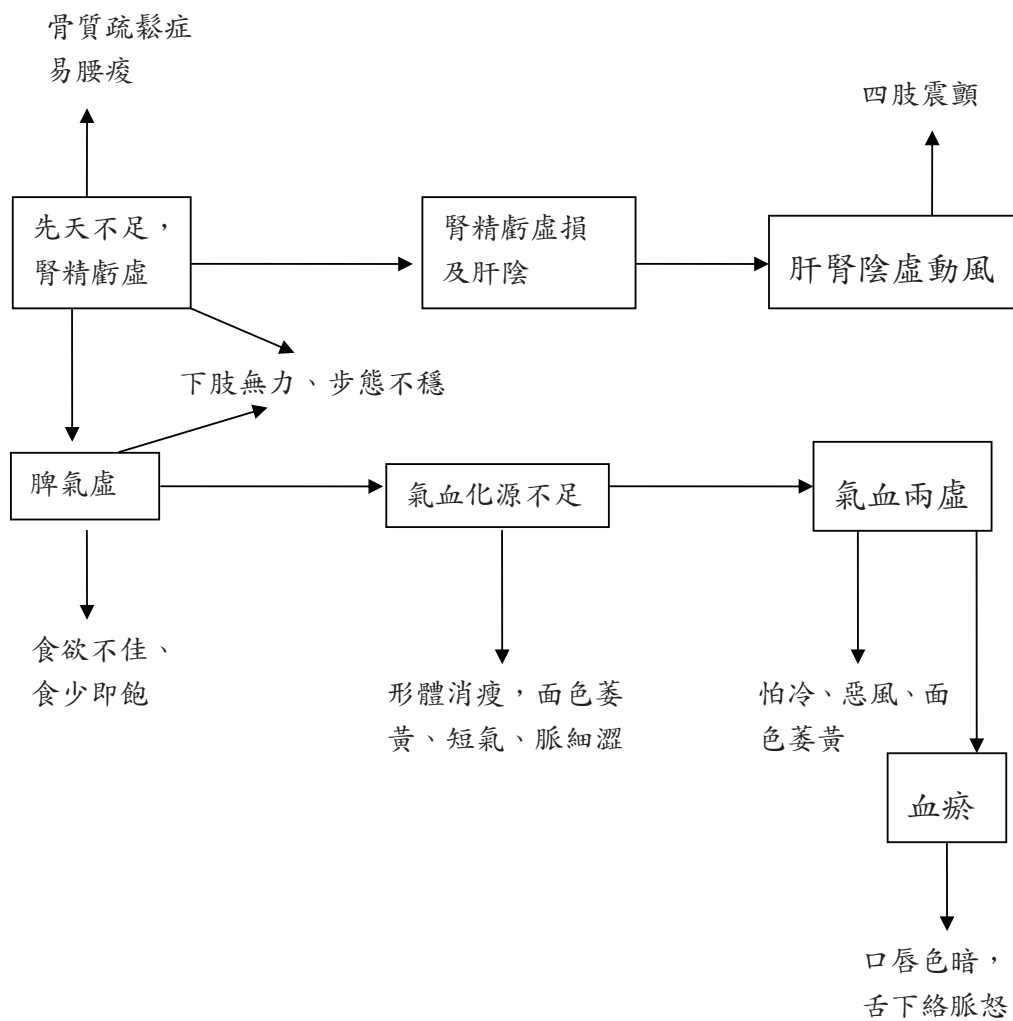 骨質疏鬆症
易腰痠
四肢震顫
先天不足，
腎精虧虛
腎精虧虛損
及肝陰
肝腎陰虛動風
下肢無力、步態不穩
脾氣虛
氣血化源不足
氣血兩虛
食欲不佳、
食少即飽
形體消瘦，面色萎
黃、短氣、脈細澀
怕冷、惡風、面
色萎黃
血瘀
口唇色暗，
舌下絡脈怒